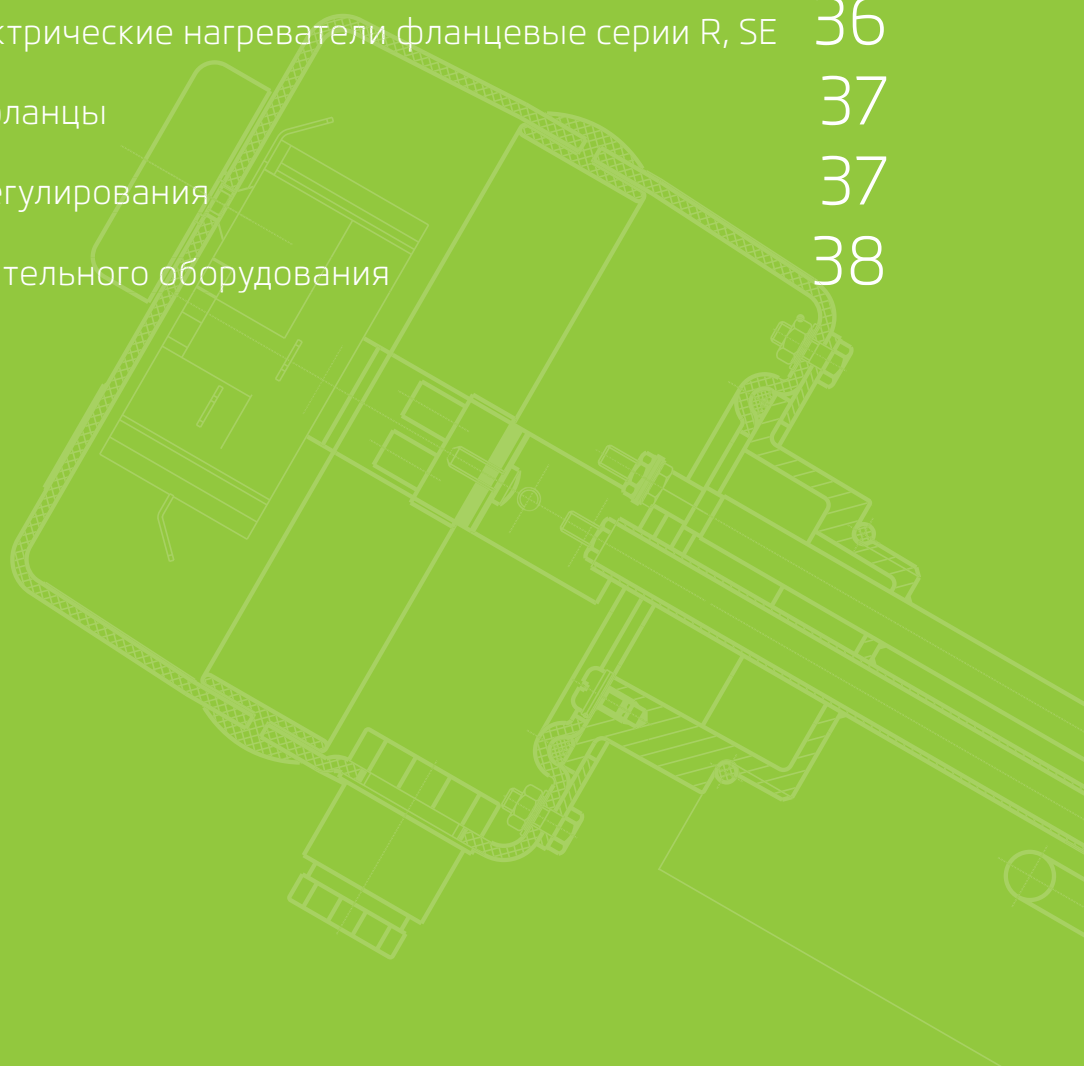 ктрические нагреватели фланцевые серии R, SE 36
фланцы 37
егулирования 37
тельного оборудования 38